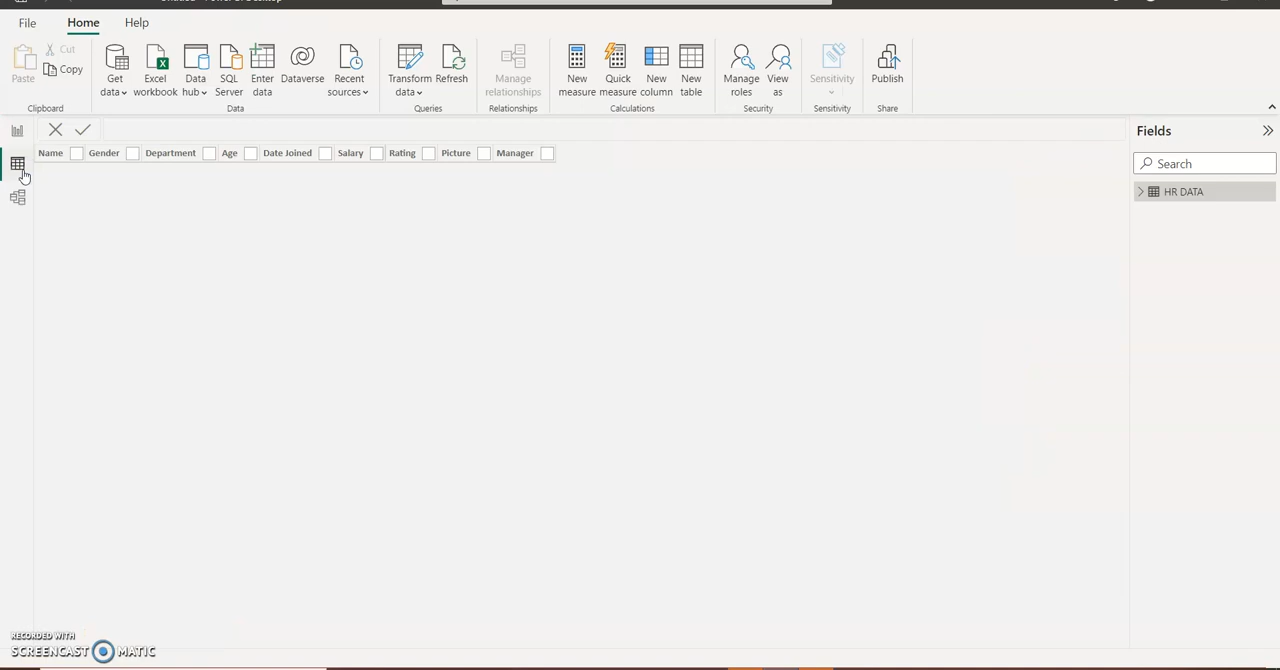 File Home Help
Paste Cut Copy Get data Excel workbook Data hub SQL Server Enter data Dataverse Recent sources Transform data Refresh Manage relationships New measure Quick measure New column New table Manage roles View as Sensitivity Publish
Clipboard Data Queries Relationships Calculations Security Sensitivity Share
Fields
Name Gender Department Age Date Joined Salary Rating Picture Manager
Search
HR DATA
RECORDED WITH
SCREENCAST MATIC